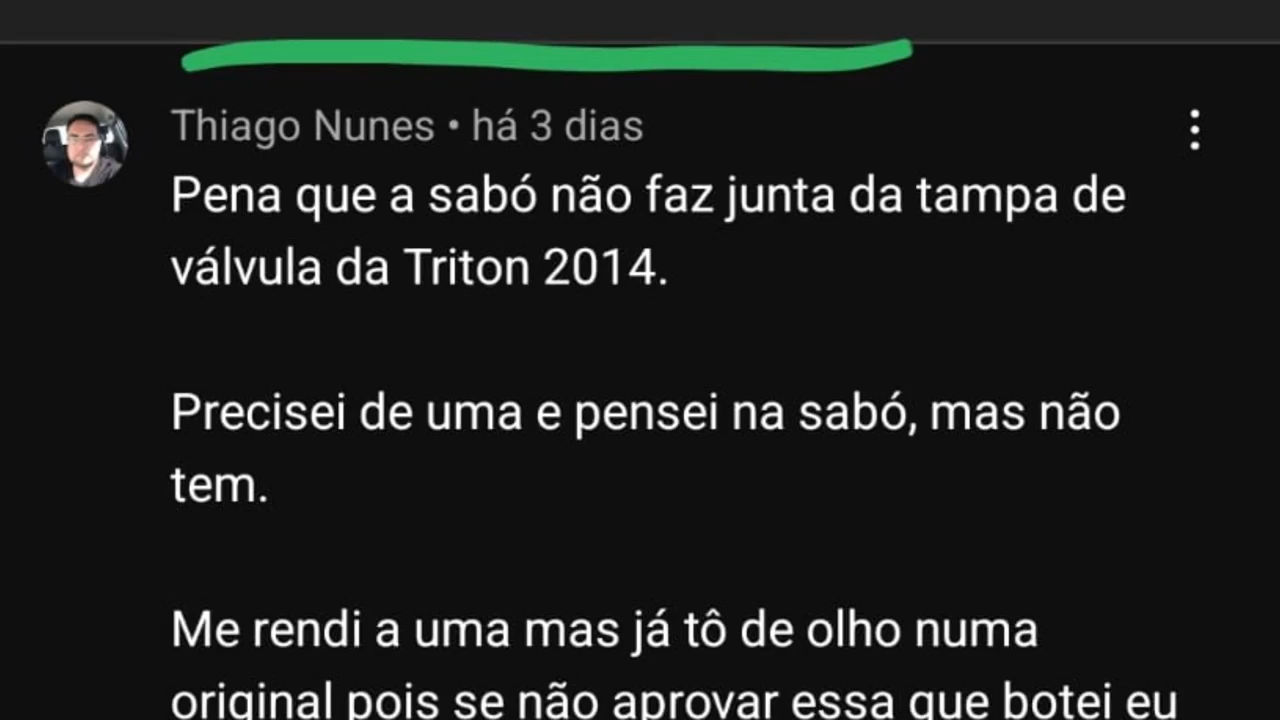 Thiago Nunes • há 3 dias
Pena que a sabó não faz junta da tampa de
válvula da Triton 2014.
Precisei de uma e pensei na sabó, mas não
tem.
Me rendi a uma mas já tô de olho numa
original pois se não aprovar essa que botei eu